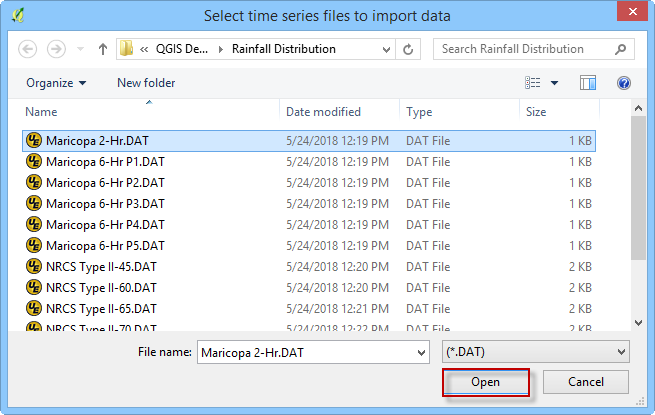 Select time series files to import data
« QGIS De... Rainfall Distribution
Search Rainfall Distribution
Organize
New folder
Name Date modified Type Size
Maricopa 2-Hr.DAT 5/24/2018 12:19 PM DAT File 1 KB
Maricopa 6-Hr P1.DAT 5/24/2018 12:19 PM DAT File 1 KB
Maricopa 6-Hr P2.DAT 5/24/2018 12:19 PM DAT File 1 KB
Maricopa 6-Hr P3.DAT 5/24/2018 12:19 PM DAT File 1 KB
Maricopa 6-Hr P4.DAT 5/24/2018 12:19 PM DAT File 1 KB
Maricopa 6-Hr P5.DAT 5/24/2018 12:19 PM DAT File 1 KB
NRCS Type II-45.DAT 5/24/2018 12:20 PM DAT File 2 KB
NRCS Type II-60.DAT 5/24/2018 12:20 PM DAT File 2 KB
NRCS Type II-65.DAT 5/24/2018 12:21 PM DAT File 2 KB
NRCS Type II-70.DAT 5/24/2018 12:22 PM DAT File 2 KB
File name: Maricopa 2-Hr.DAT (*.DAT)
Open Cancel